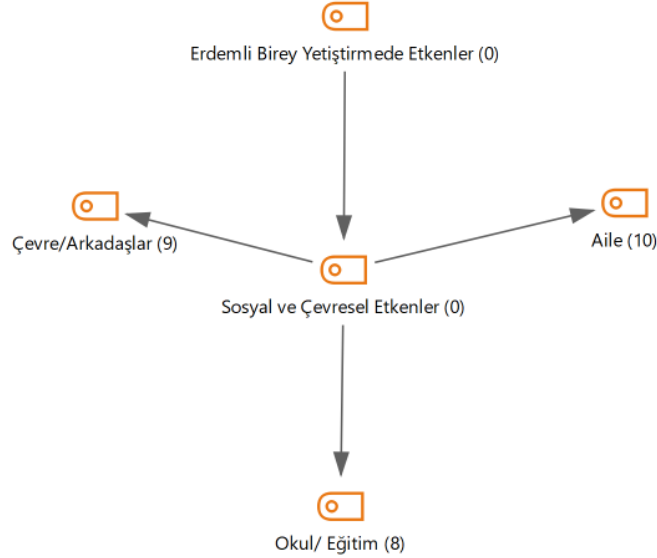 Erdemli Birey Yetiştirmede Etkenler (0)
Çevre/Arkadaşlar (9)
Aile (10)
Sosyal ve Çevresel Etkenler (0)
Okul/ Eğitim (8)